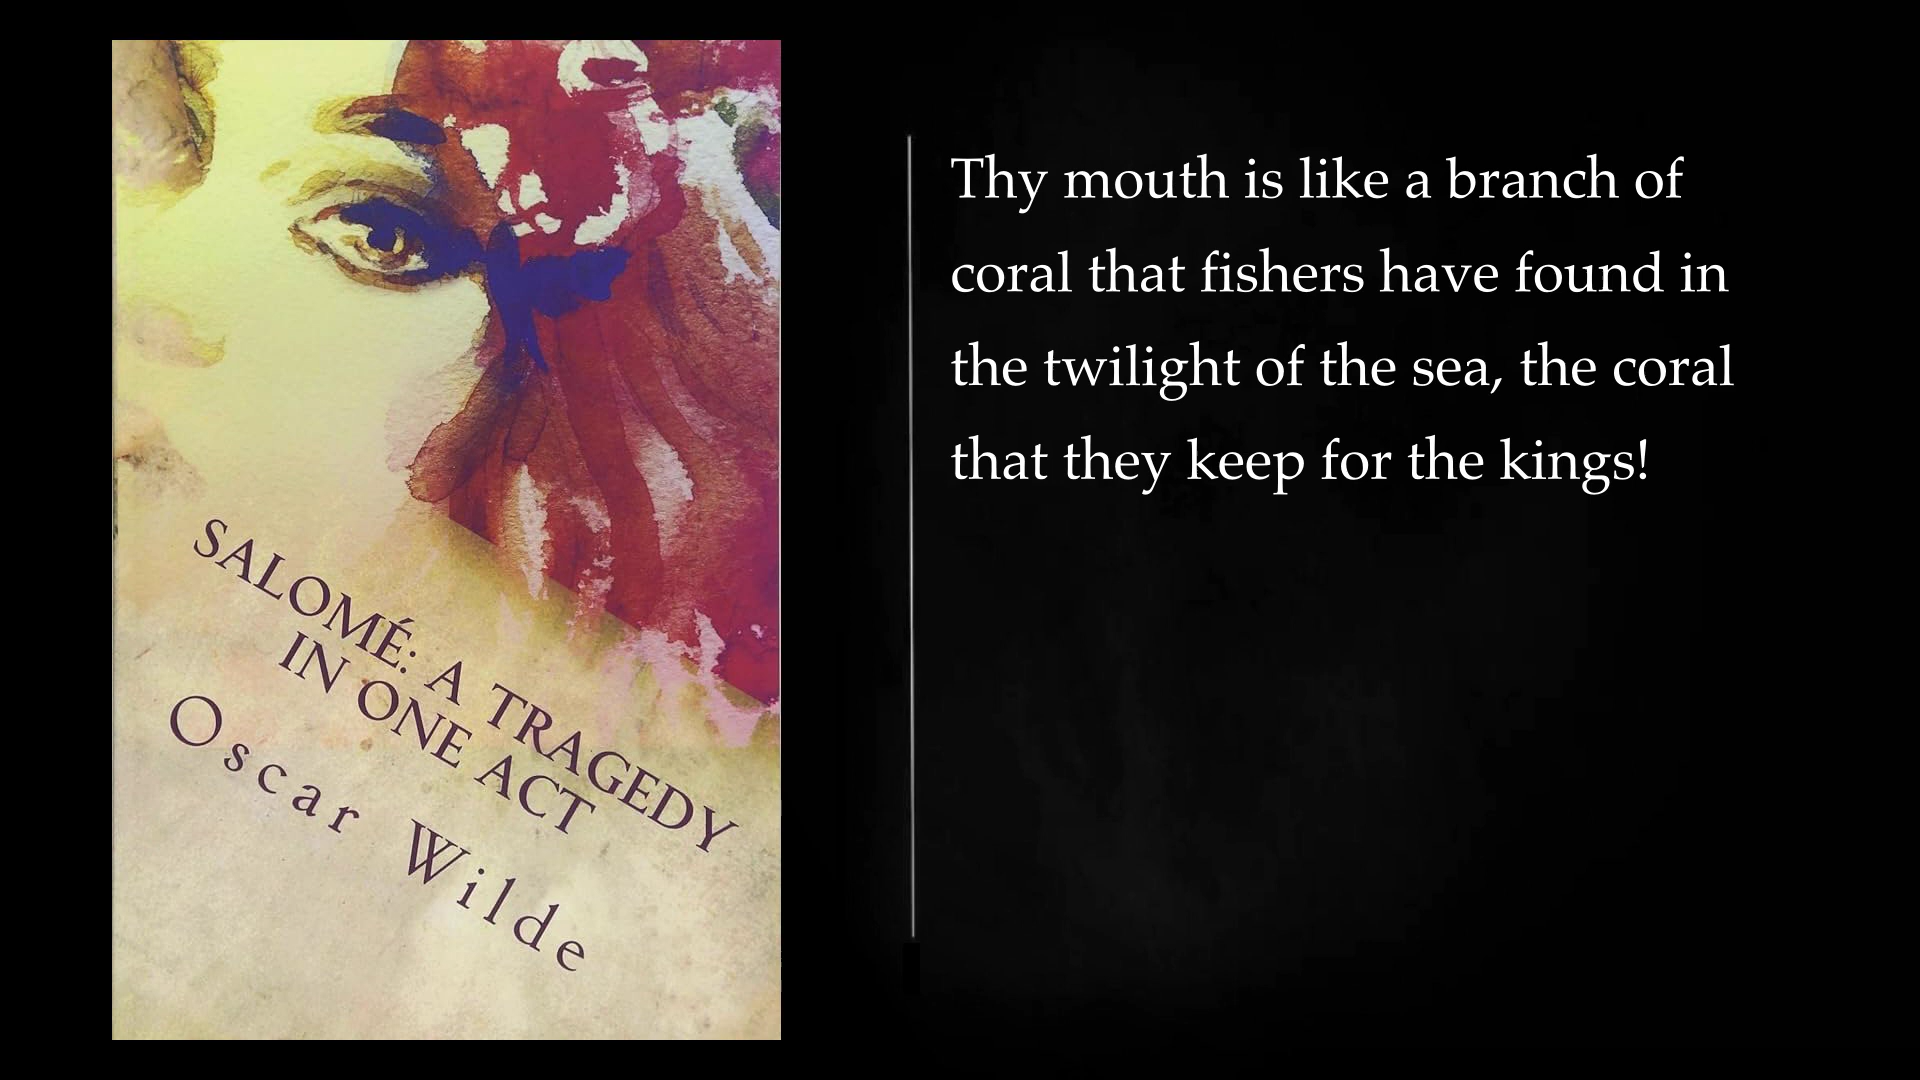 SALOMÉ: A TRAGEDY
IN ONE ACT
Oscar Wilde
Thy mouth is like a branch of
coral that fishers have found in
the twilight of the sea, the coral
that they keep for the kings!